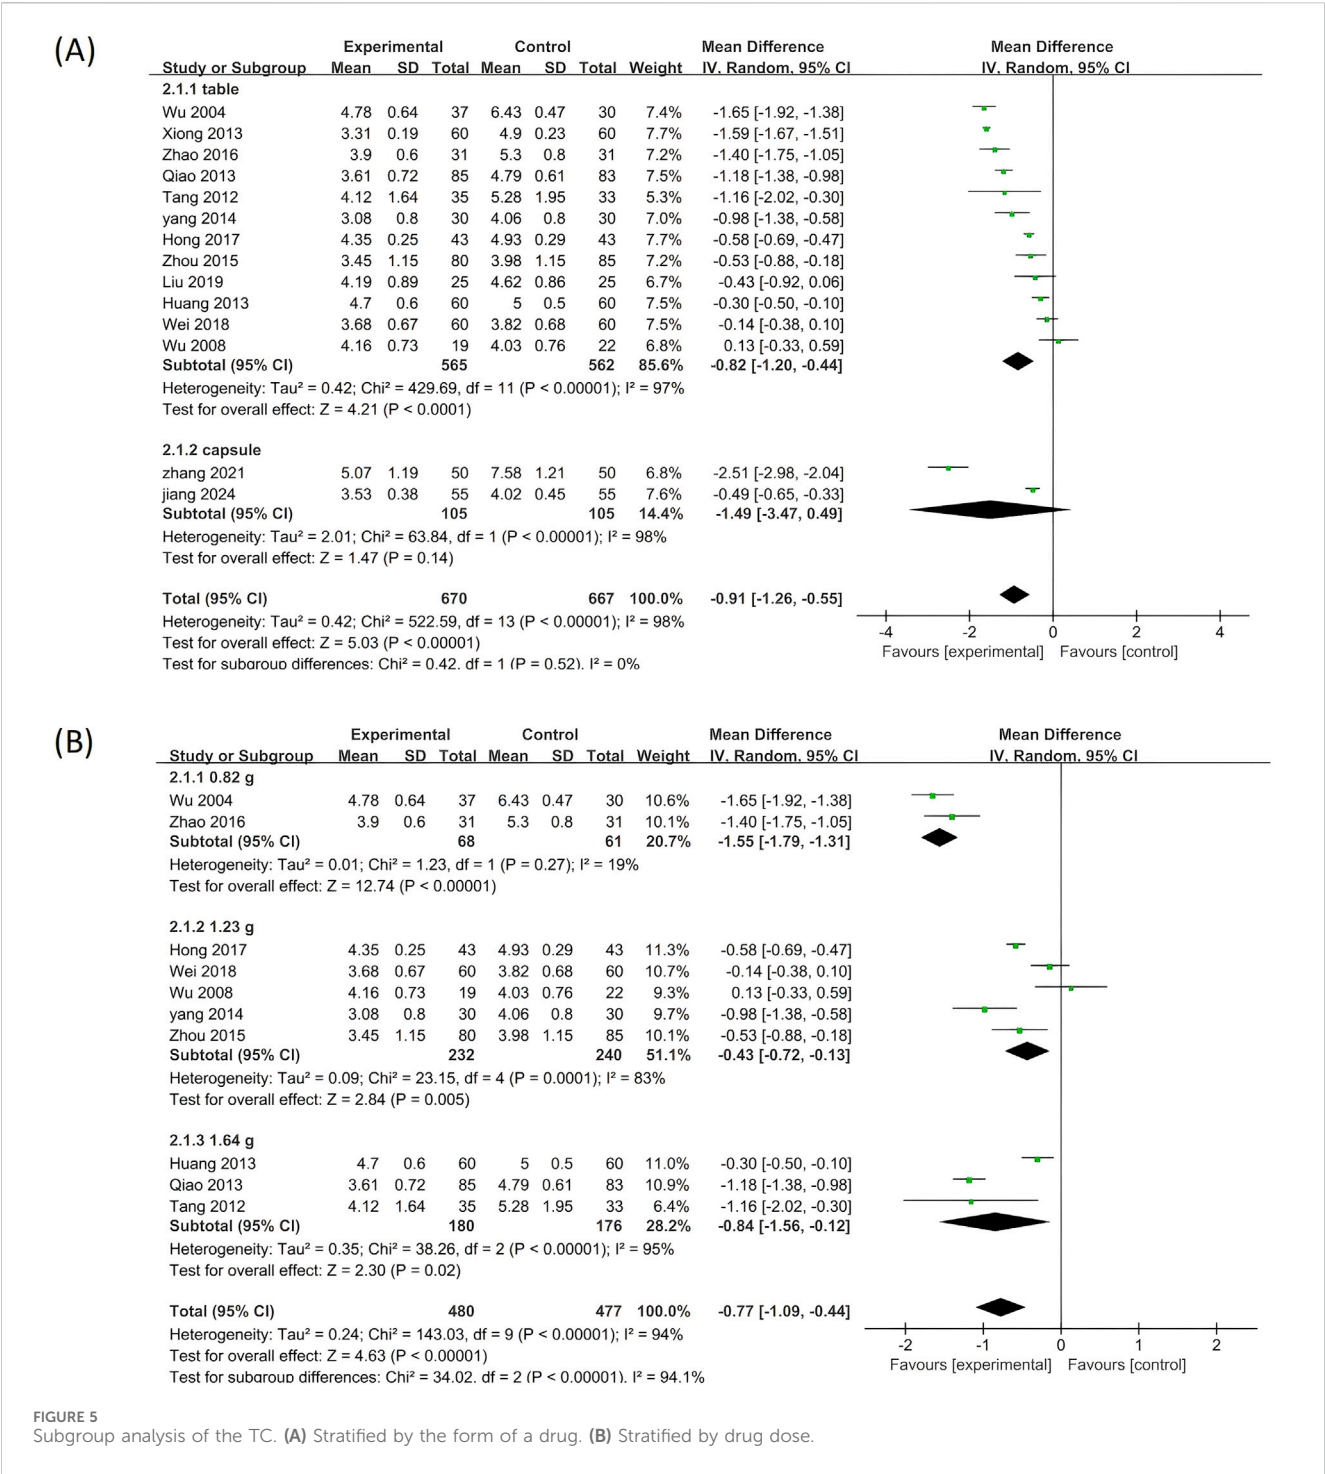 (A)
Experimental Control Mean Difference Mean Difference
Study or Subgroup Mean SD Total Mean SD Total Weight IV, Random, 95% CI IV, Random, 95% CI
2.1.1 table
Wu 2004 4.78 0.64 37 6.43 0.47 30 7.4% -1.65 [-1.92, -1.38]
Xiong 2013 3.31 0.19 60 4.9 0.23 60 7.7% -1.59 [-1.67, -1.51]
Zhao 2016 3.9 0.6 31 5.3 0.8 31 7.2% -1.40 [-1.75, -1.05]
Qiao 2013 3.61 0.72 85 4.79 0.61 83 7.5% -1.18 [-1.38, -0.98]
Tang 2012 4.12 1.64 35 5.28 1.95 33 5.3% -1.16 [-2.02, -0.30]
yang 2014 3.08 0.8 30 4.06 0.8 30 7.0% -0.98 [-1.38, -0.58]
Hong 2017 4.35 0.25 43 4.93 0.29 43 7.7% -0.58 [-0.69, -0.47]
Zhou 2015 3.45 1.15 80 3.98 1.15 85 7.2% -0.53 [-0.88, -0.18]
Liu 2019 4.19 0.89 25 4.62 0.86 25 6.7% -0.43 [-0.92, 0.06]
Huang 2013 4.7 0.6 60 5 0.5 60 7.5% -0.30 [-0.50, -0.10]
Wei 2018 3.68 0.67 60 3.82 0.68 60 7.5% -0.14 [-0.38, 0.10]
Wu 2008 4.16 0.73 19 4.03 0.76 22 6.8% 0.13 [-0.33, 0.59]
Subtotal (95% CI) 565 562 85.6% -0.82 [-1.20, -0.44]
Heterogeneity: Tau² = 0.42; Chi² = 429.69, df = 11 (P < 0.00001); I² = 97%
Test for overall effect: Z = 4.21 (P < 0.0001)
2.1.2 capsule
zhang 2021 5.07 1.19 50 7.58 1.21 50 6.8% -2.51 [-2.98, -2.04]
jiang 2024 3.53 0.38 55 4.02 0.45 55 7.6% -0.49 [-0.65, -0.33]
Subtotal (95% CI) 105 105 14.4% -1.49 [-3.47, 0.49]
Heterogeneity: Tau² = 2.01; Chi² = 63.84, df = 1 (P < 0.00001); I² = 98%
Test for overall effect: Z = 1.47 (P = 0.14)
Total (95% CI) 670 667 100.0% -0.91 [-1.26, -0.55]
Heterogeneity: Tau² = 0.42; Chi² = 522.59, df = 13 (P < 0.00001); I² = 98%
Test for overall effect: Z = 5.03 (P < 0.00001)
Test for subgroup differences: Chi² = 0.42, df = 1 (P = 0.52), I² = 0%
-4 -2 0 2 4
Favours [experimental] Favours [control]
(B)
Experimental Control Mean Difference Mean Difference
Study or Subgroup Mean SD Total Mean SD Total Weight IV, Random, 95% CI IV, Random, 95% CI
2.1.1 0.82 g
Wu 2004 4.78 0.64 37 6.43 0.47 30 10.6% -1.65 [-1.92, -1.38]
Zhao 2016 3.9 0.6 31 5.3 0.8 31 10.1% -1.40 [-1.75, -1.05]
Subtotal (95% CI) 68 61 20.7% -1.55 [-1.79, -1.31]
Heterogeneity: Tau² = 0.01; Chi² = 1.23, df = 1 (P = 0.27); I² = 19%
Test for overall effect: Z = 12.74 (P < 0.00001)
2.1.2 1.23 g
Hong 2017 4.35 0.25 43 4.93 0.29 43 11.3% -0.58 [-0.69, -0.47]
Wei 2018 3.68 0.67 60 3.82 0.68 60 10.7% -0.14 [-0.38, 0.10]
Wu 2008 4.16 0.73 19 4.03 0.76 22 9.3% 0.13 [-0.33, 0.59]
yang 2014 3.08 0.8 30 4.06 0.8 30 9.7% -0.98 [-1.38, -0.58]
Zhou 2015 3.45 1.15 80 3.98 1.15 85 10.1% -0.53 [-0.88, -0.18]
Subtotal (95% CI) 232 240 51.1% -0.43 [-0.72, -0.13]
Heterogeneity: Tau² = 0.09; Chi² = 23.15, df = 4 (P = 0.0001); I² = 83%
Test for overall effect: Z = 2.84 (P = 0.005)
2.1.3 1.64 g
Huang 2013 4.7 0.6 60 5 0.5 60 11.0% -0.30 [-0.50, -0.10]
Qiao 2013 3.61 0.72 85 4.79 0.61 83 10.9% -1.18 [-1.38, -0.98]
Tang 2012 4.12 1.64 35 5.28 1.95 33 6.4% -1.16 [-2.02, -0.30]
Subtotal (95% CI) 180 176 28.2% -0.84 [-1.56, -0.12]
Heterogeneity: Tau² = 0.35; Chi² = 38.26, df = 2 (P < 0.00001); I² = 95%
Test for overall effect: Z = 2.30 (P = 0.02)
Total (95% CI) 480 477 100.0% -0.77 [-1.09, -0.44]
Heterogeneity: Tau² = 0.24; Chi² = 143.03, df = 9 (P < 0.00001); I² = 94%
Test for overall effect: Z = 4.63 (P < 0.00001)
Test for subgroup differences: Chi² = 34.02, df = 2 (P < 0.00001), I² = 94.1%
-2 -1 0 1 2
Favours [experimental] Favours [control]
FIGURE 5
Subgroup analysis of the TC. (A) Stratified by the form of a drug. (B) Stratified by drug dose.